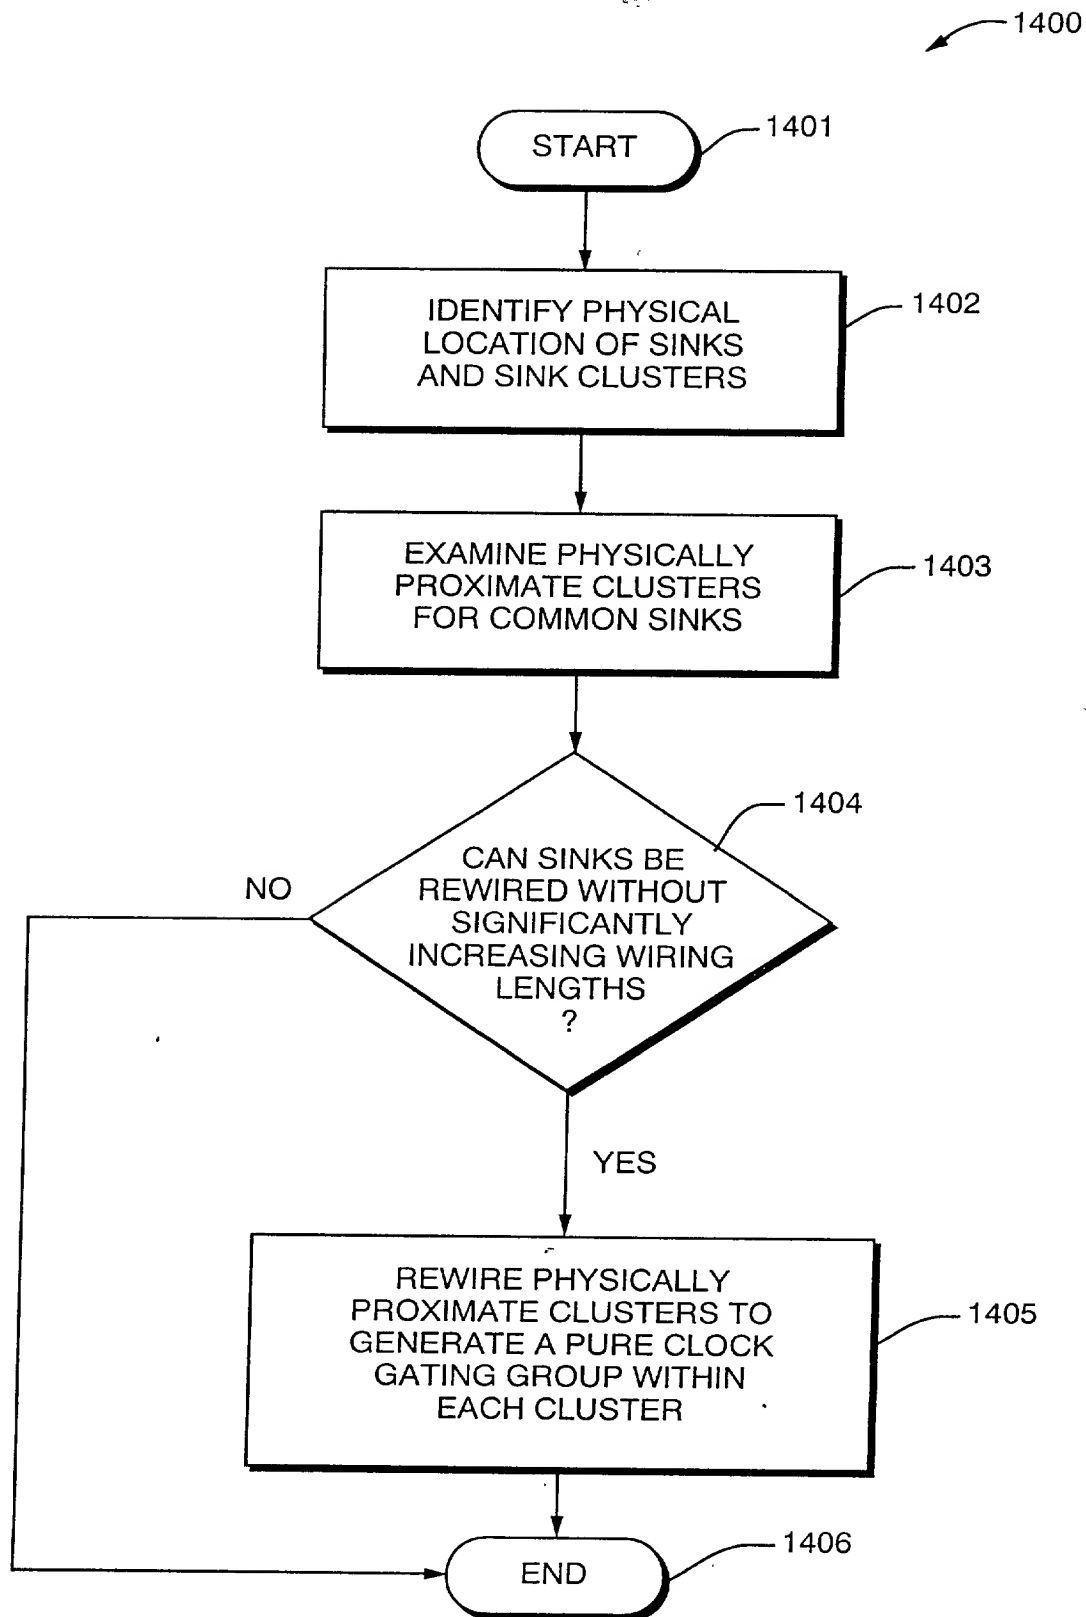 1400
START
1401
IDENTIFY PHYSICAL
LOCATION OF SINKS
AND SINK CLUSTERS
1402
EXAMINE PHYSICALLY
PROXIMATE CLUSTERS
FOR COMMON SINKS
1403
1404
CAN SINKS BE
REWIRED WITHOUT
SIGNIFICANTLY
INCREASING WIRING
LENGTHS
?
NO
YES
REWIRE PHYSICALLY
PROXIMATE CLUSTERS TO
GENERATE A PURE CLOCK
GATING GROUP WITHIN
EACH CLUSTER
1405
END
1406